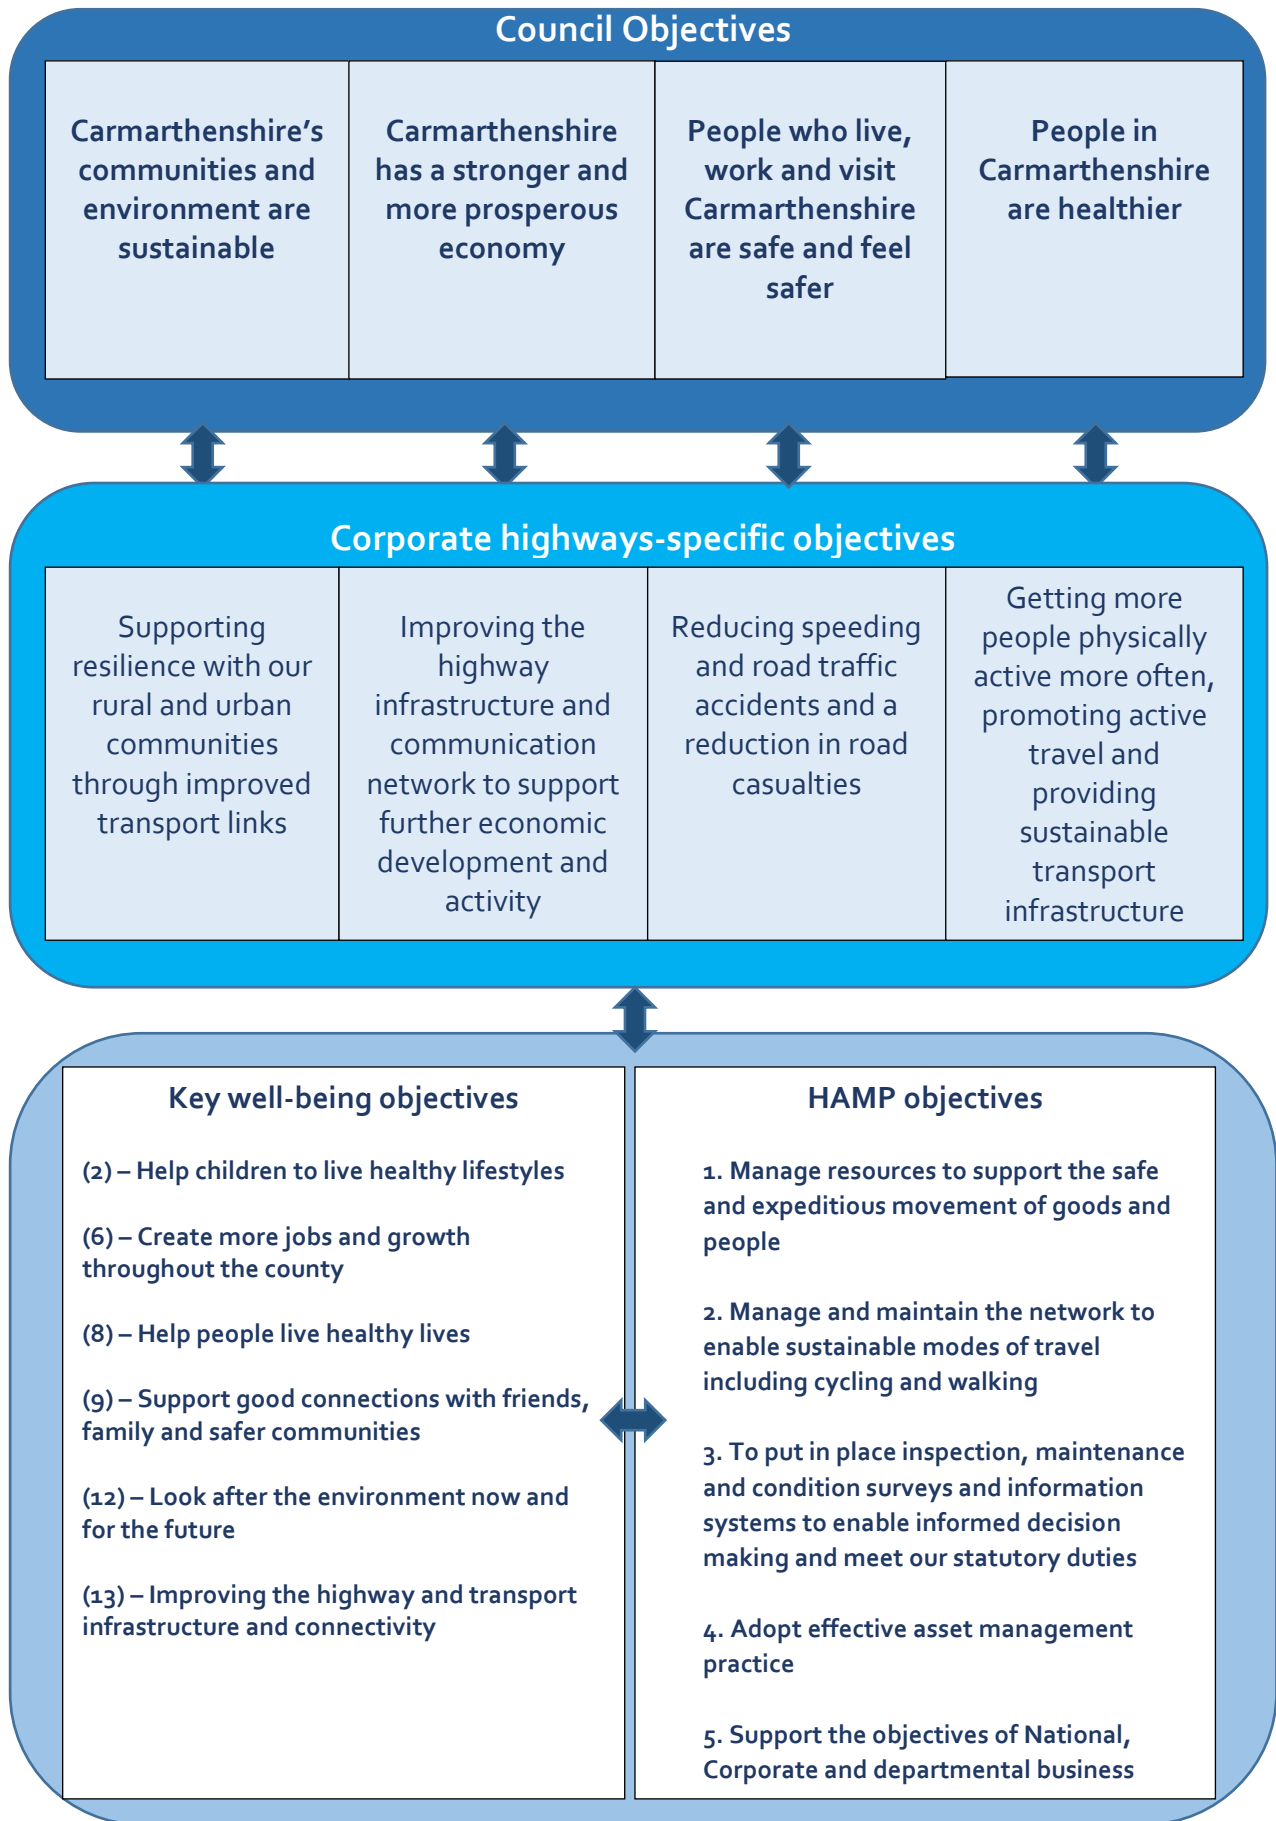 Council Objectives
Carmarthenshire's
communities and
environment are
sustainable
Carmarthenshire
has a stronger and
more prosperous
economy
People who live,
work and visit
Carmarthenshire
are safe and feel
safer
People in
Carmarthenshire
are healthier
Corporate highways-specific objectives
Supporting
resilience with our
rural and urban
communities
through improved
transport links
Improving the
highway
infrastructure and
communication
network to support
further economic
development and
activity
Reducing speeding
and road traffic
accidents and a
reduction in road
casualties
Getting more
people physically
active more often,
promoting active
travel and
providing
sustainable
transport
infrastructure
Key well-being objectives
(2) – Help children to live healthy lifestyles
(6) – Create more jobs and growth
throughout the county
(8) – Help people live healthy lives
(9) – Support good connections with friends,
family and safer communities
(12) – Look after the environment now and
for the future
(13) – Improving the highway and transport
infrastructure and connectivity
HAMP objectives
1. Manage resources to support the safe
and expeditious movement of goods and
people
2. Manage and maintain the network to
enable sustainable modes of travel
including cycling and walking
3. To put in place inspection, maintenance
and condition surveys and information
systems to enable informed decision
making and meet our statutory duties
4. Adopt effective asset management
practice
5. Support the objectives of National,
Corporate and departmental business